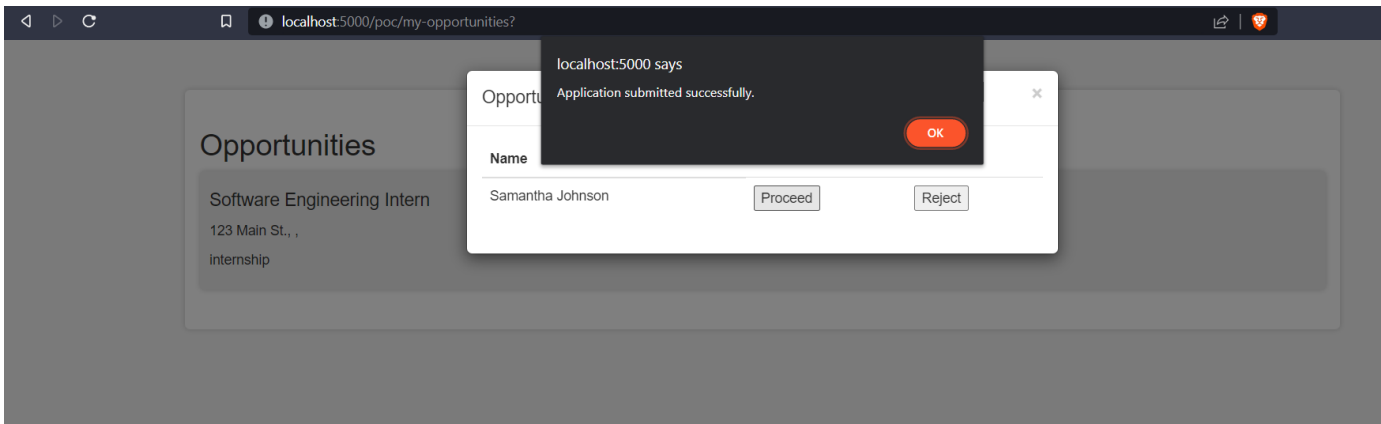 localhost:5000/poc/my-opportunities?
localhost:5000 says
Application submitted successfully.
OK
Opportu
×
Name
Samantha Johnson Proceed Reject
Opportunities
Software Engineering Intern
123 Main St., ,
internship